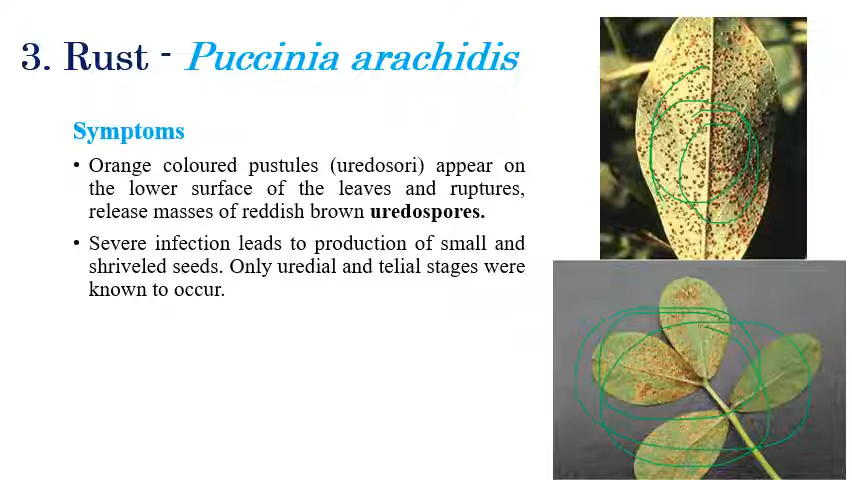 3. Rust - Puccinia arachidis
Symptoms
• Orange coloured pustules (uredosori) appear on
the lower surface of the leaves and ruptures,
release masses of reddish brown uredospores.
• Severe infection leads to production of small and
shriveled seeds. Only uredial and telial stages were
known to occur.